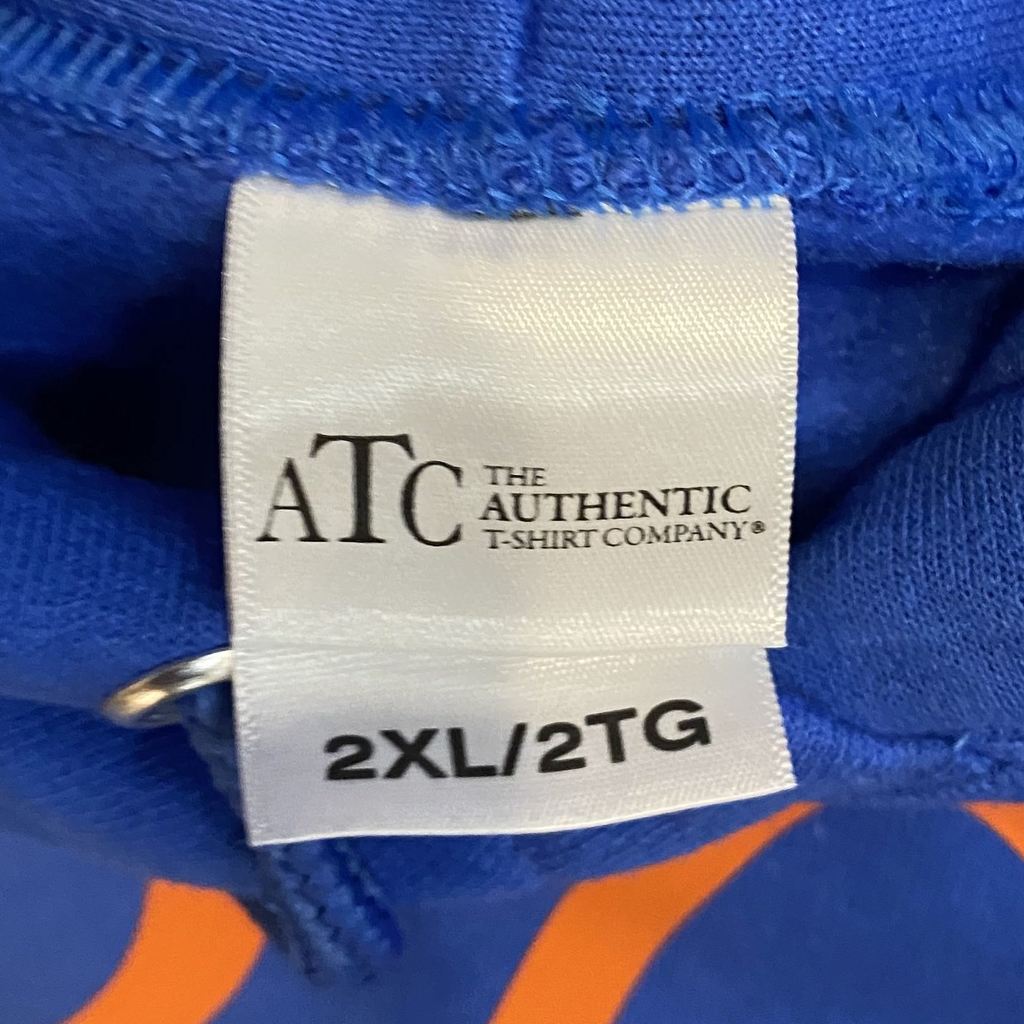 ATC THE
AUTHENTIC
T-SHIRT COMPANY®
2XL/2TG